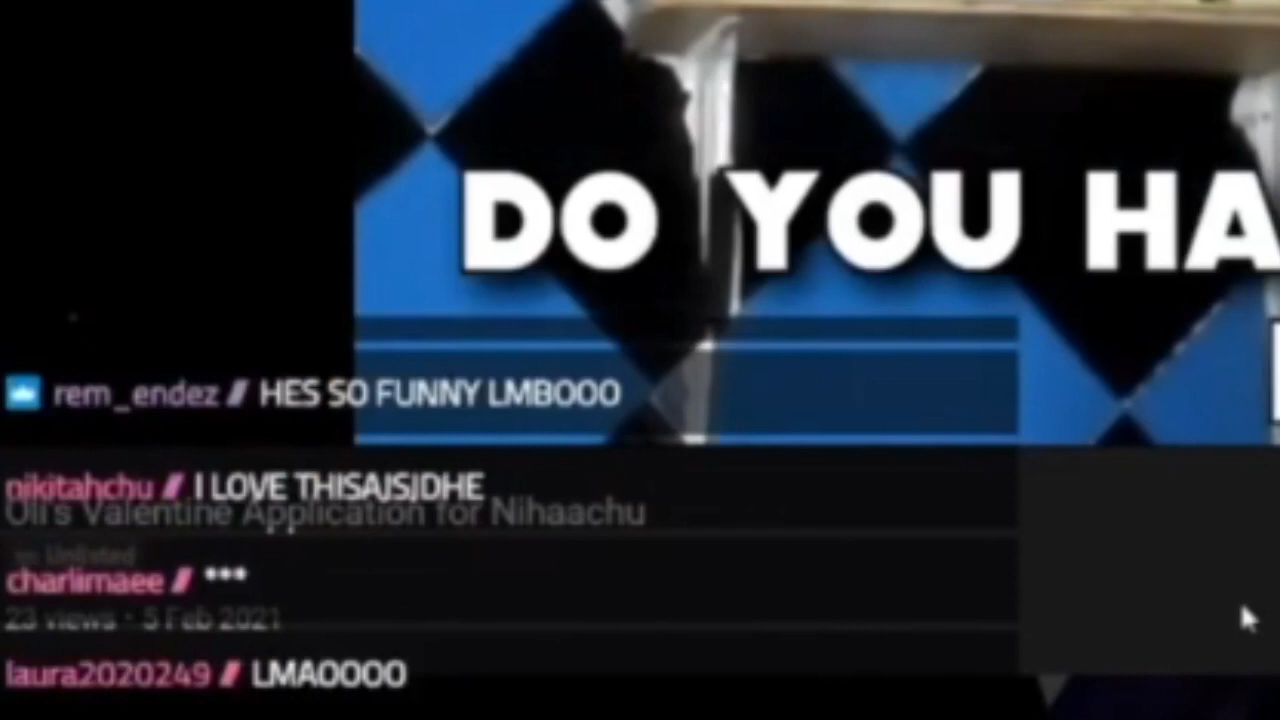 DO YOU HA
rem_endez // HES SO FUNNY LMBOOO
nikitahchu // I LOVE THISAJSJDHE
Oli's Valentine Application for Nihaachu
Unlisted
charlimaee // ***
23 views · 5 Feb 2021
laura2020249 // LMAOOOO